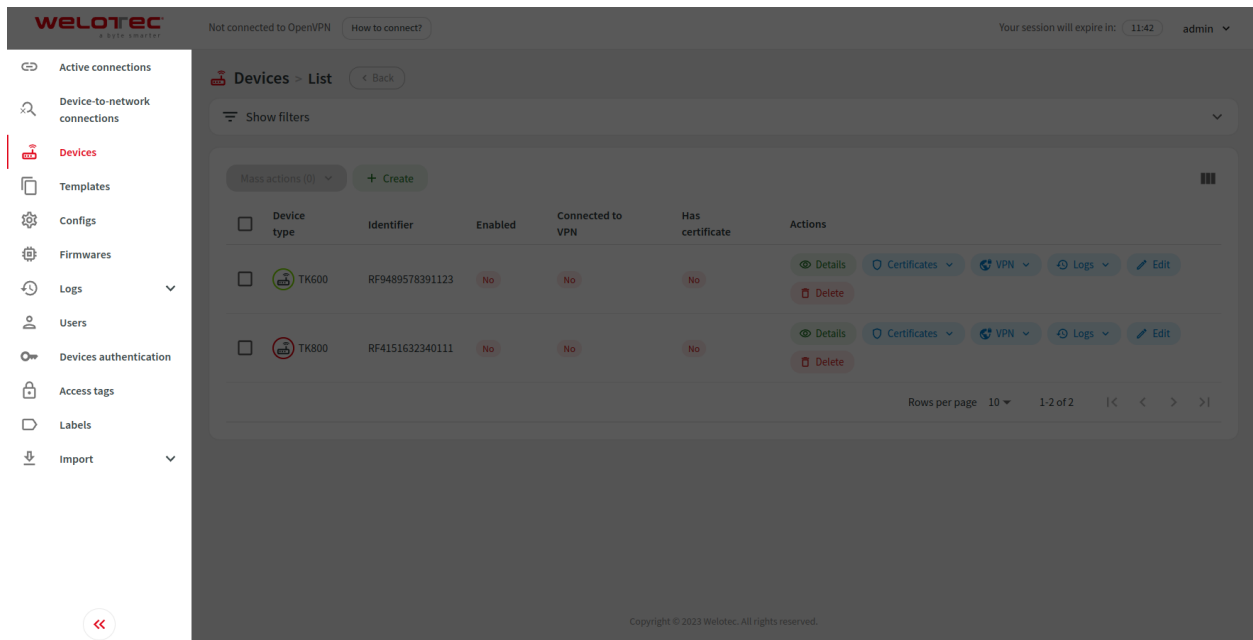 WELOTEC
a byte smarter
Not connected to OpenVPN
How to connect?
Your session will expire in: 11:42
admin
Active connections
Device-to-network
connections
Devices
Templates
Configs
Firmwares
Logs
Users
Devices authentication
Access tags
Labels
Import
Devices > List
Back
Show filters
Mass actions (0)
+ Create
Device
type
Identifier
Enabled
Connected to
VPN
Has
certificate
Actions
TK600
RF9489578391123
No
No
No
Details
Certificates
VPN
Logs
Edit
Delete
TK800
RF4151632340111
No
No
No
Details
Certificates
VPN
Logs
Edit
Delete
Rows per page 10
1-2 of 2
Copyright © 2023 Welotec. All rights reserved.